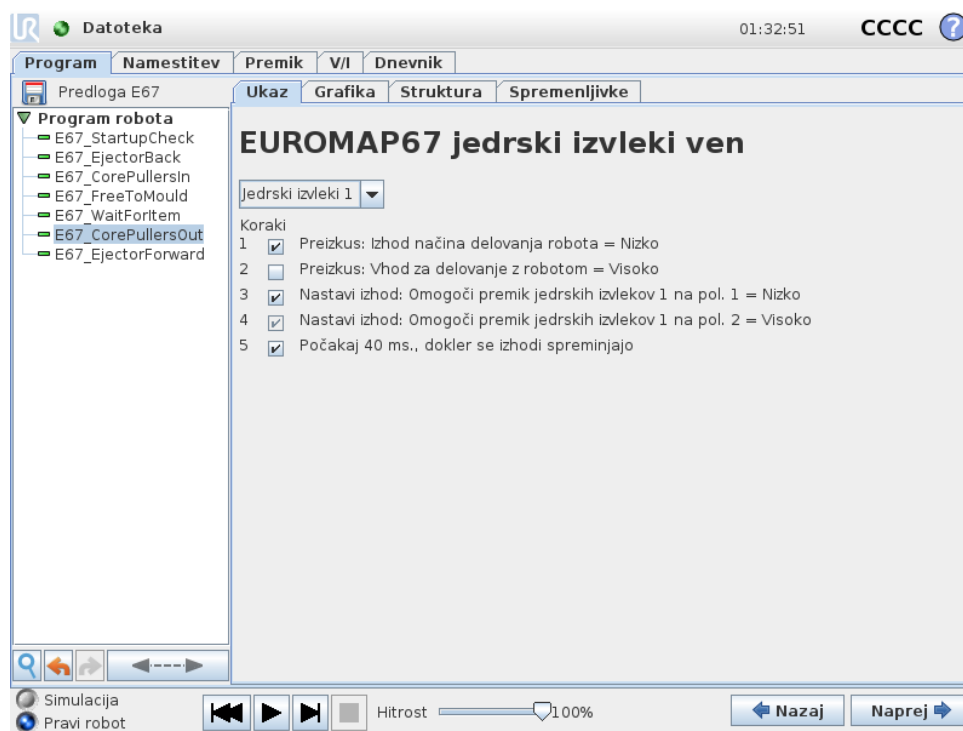 UR Datoteka 01:32:51 CCCC ?
Program Namestitev Premik V/I Dnevnik
Predloga E67
Ukaz Grafika Struktura Spremenljivke
Program robota
E67_StartupCheck
E67_EjectorBack
E67_CorePullersIn
E67_FreeToMould
E67_WaitForItem
E67_CorePullersOut
E67_EjectorForward
EUROMAP67 jedrski izvleki ven
Jedrski izvleki 1
Koraki
1 Preizkus: Izhod načina delovanja robota = Nizko
2 Preizkus: Vhod za delovanje z robotom = Visoko
3 Nastavi izhod: Omogoči premik jedrskih izvlekov 1 na pol. 1 = Nizko
4 Nastavi izhod: Omogoči premik jedrskih izvlekov 1 na pol. 2 = Visoko
5 Počakaj 40 ms., dokler se izhodi spreminjajo
Simulacija
Pravi robot
Hitrost 100%
Nazaj
Naprej